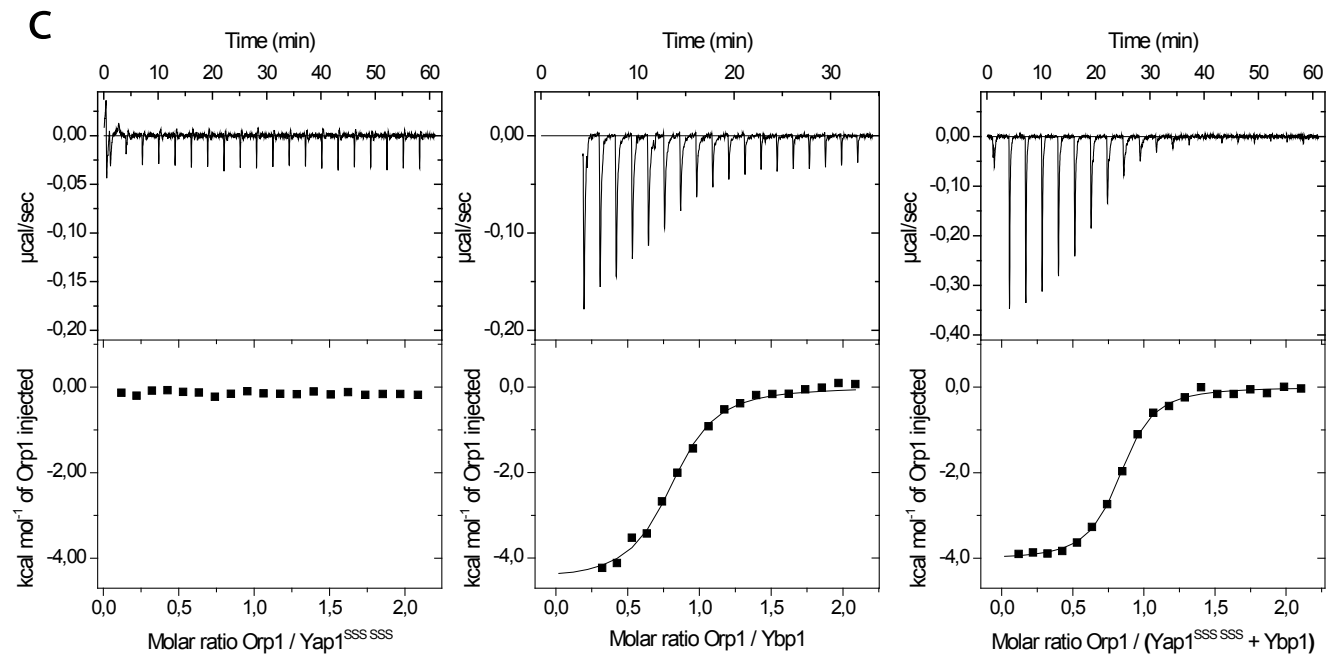 C
Time (min)
0 10 20 30 40 50 60
0,00
-0,05
-0,10
-0,15
-0,20
µcal/sec
0,00
-2,00
-4,00
kcal mol⁻¹ of Orp1 injected
0,0 0,5 1,0 1,5 2,0
Molar ratio Orp1 / Yap1^SSS SSS
Time (min)
0 10 20 30
0,00
-0,10
-0,20
µcal/sec
0,0
-2,0
-4,0
kcal mol⁻¹ of Orp1 injected
0,0 0,5 1,0 1,5 2,0
Molar ratio Orp1 / Ybp1
Time (min)
0 10 20 30 40 50 60
0,00
-0,10
-0,20
-0,30
-0,40
µcal/sec
0,0
-2,0
-4,0
kcal mol⁻¹ of Orp1 injected
0,0 0,5 1,0 1,5 2,0
Molar ratio Orp1 / (Yap1^SSS SSS + Ybp1)